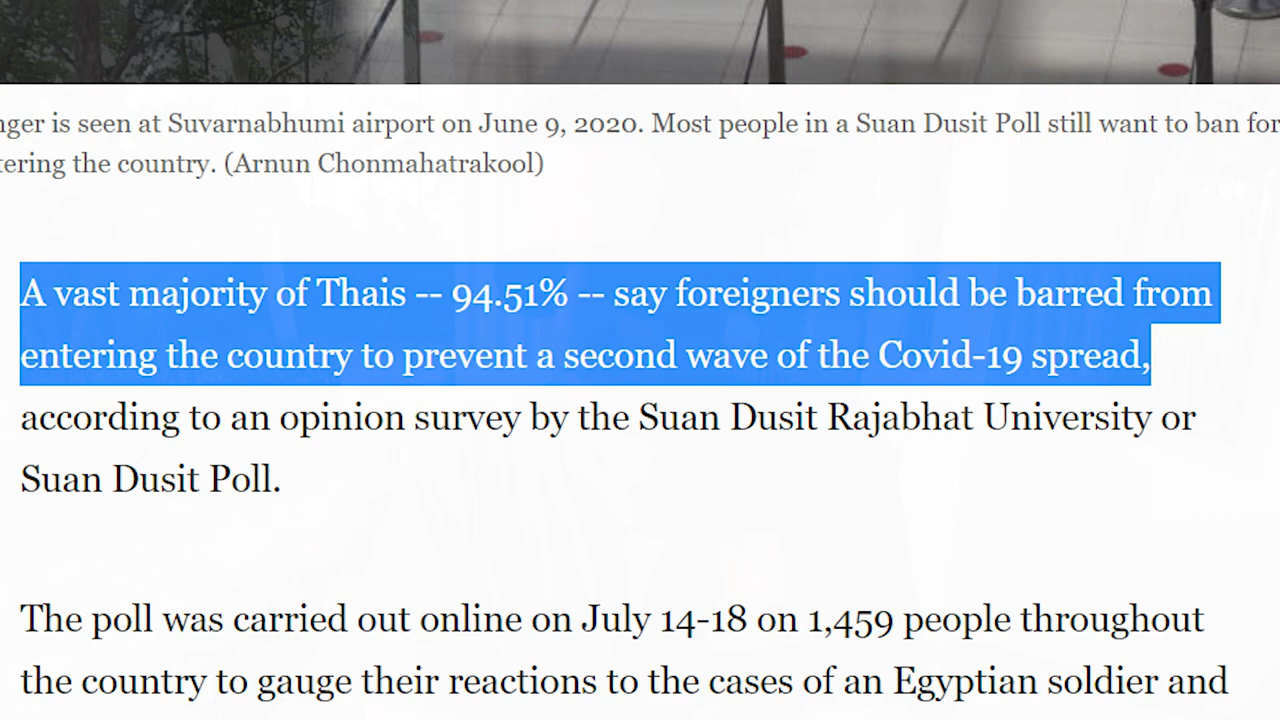 is seen at Suvarnabhumi airport on June 9, 2020. Most people in a Suan Dusit Poll still want to ban
the country. (Arnun Chonmahatrakool)
A vast majority of Thais -- 94.51% -- say foreigners should be barred from
entering the country to prevent a second wave of the Covid-19 spread,
according to an opinion survey by the Suan Dusit Rajabhat University or
Suan Dusit Poll.
The poll was carried out online on July 14-18 on 1,459 people throughout
the country to gauge their reactions to the cases of an Egyptian soldier and